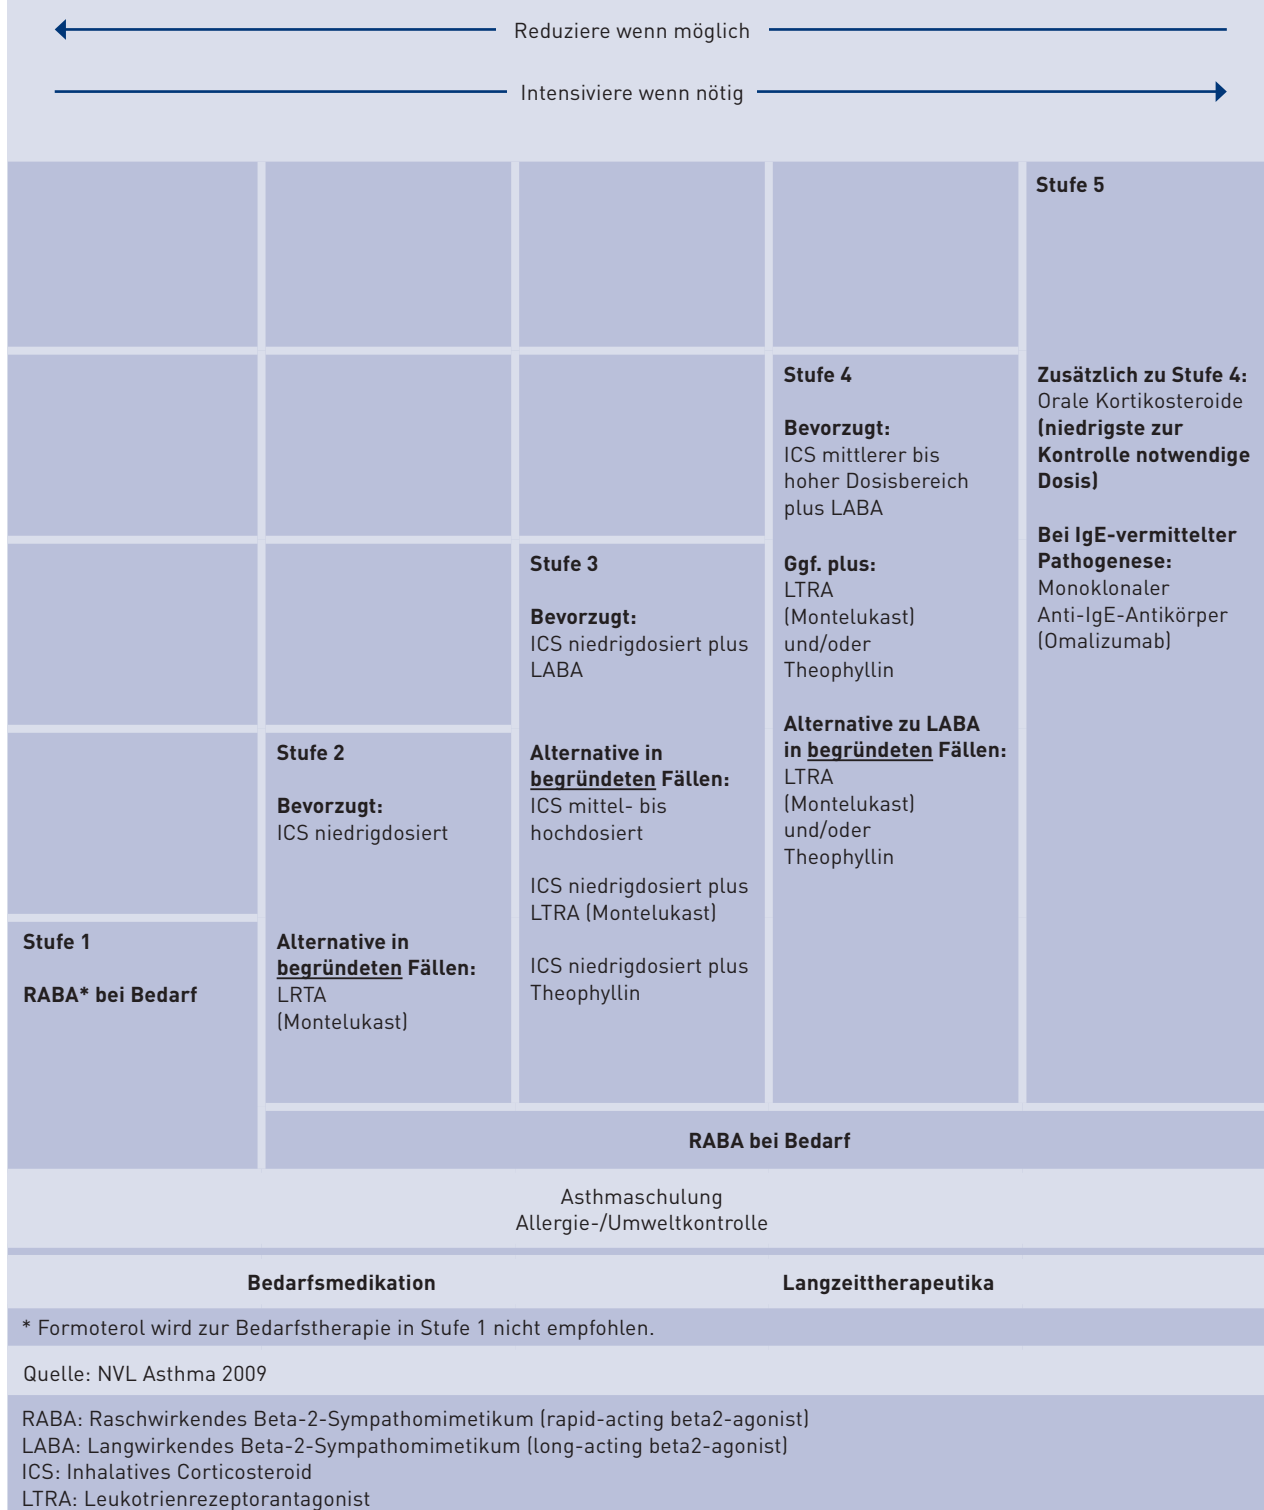 Reduziere wenn möglich
Intensiviere wenn nötig
Stufe 1
RABA* bei Bedarf
Stufe 2
Bevorzugt:
ICS niedrigdosiert
Alternative in
begründeten Fällen:
LRTA
(Montelukast)
Stufe 3
Bevorzugt:
ICS niedrigdosiert plus
LABA
Alternative in
begründeten Fällen:
ICS mittel- bis
hochdosiert
ICS niedrigdosiert plus
LTRA (Montelukast)
ICS niedrigdosiert plus
Theophyllin
Stufe 4
Bevorzugt:
ICS mittlerer bis
hoher Dosisbereich
plus LABA
Ggf. plus:
LTRA
(Montelukast)
und/oder
Theophyllin
Alternative zu LABA
in begründeten Fällen:
LTRA
(Montelukast)
und/oder
Theophyllin
Stufe 5
Zusätzlich zu Stufe 4:
Orale Kortikosteroide
(niedrigste zur
Kontrolle notwendige
Dosis)
Bei IgE-vermittelter
Pathogenese:
Monoklonaler
Anti-IgE-Antikörper
(Omalizumab)
RABA bei Bedarf
Asthmaschulung
Allergie-/Umweltkontrolle
Bedarfsmedikation
Langzeittherapeutika
* Formoterol wird zur Bedarfstherapie in Stufe 1 nicht empfohlen.
Quelle: NVL Asthma 2009
RABA: Raschwirkendes Beta-2-Sympathomimetikum (rapid-acting beta2-agonist)
LABA: Langwirkendes Beta-2-Sympathomimetikum (long-acting beta2-agonist)
ICS: Inhalatives Corticosteroid
LTRA: Leukotrienrezeptorantagonist